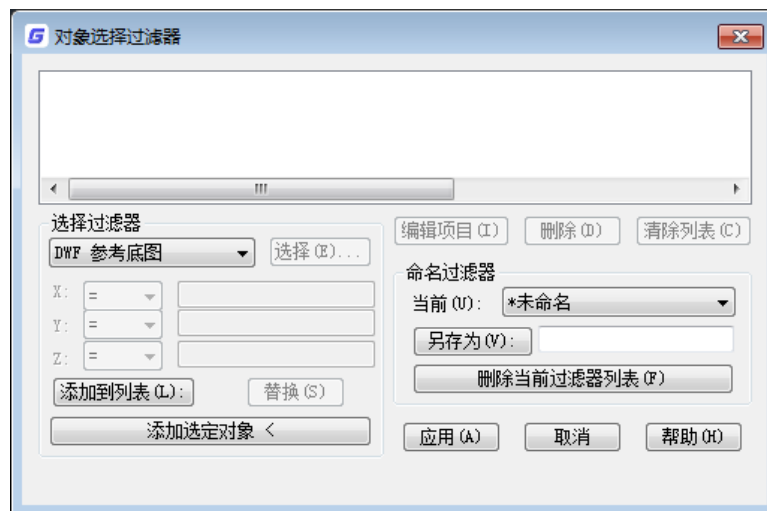 对象选择过滤器
选择过滤器
DWF 参考底图
选择(E)...
X:
=
Y:
=
Z:
=
添加到列表(L):
替换(S)
添加选定对象 <
编辑项目(I)
删除(D)
清除列表(C)
命名过滤器
当前(U):
*未命名
另存为(V):
删除当前过滤器列表(F)
应用(A)
取消
帮助(H)